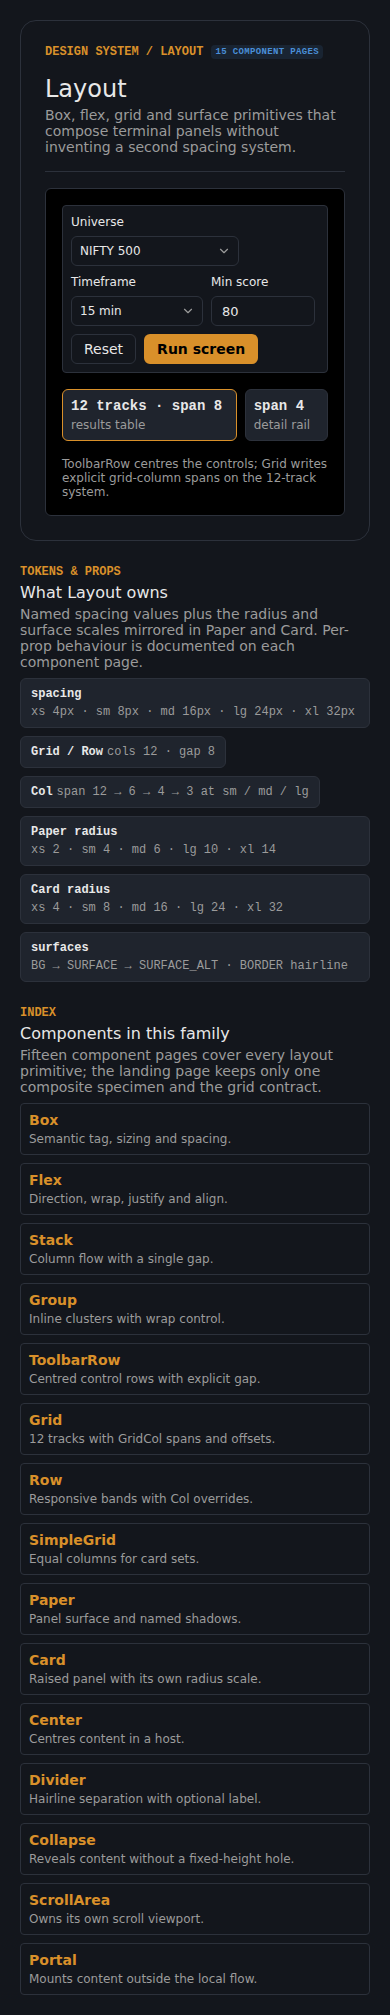 DESIGN SYSTEM / LAYOUT 15 COMPONENT PAGES
Layout
Box, flex, grid and surface primitives that
compose terminal panels without
inventing a second spacing system.
Universe
NIFTY 500
Timeframe Min score
15 min 80
Reset Run screen
12 tracks · span 8 span 4
results table detail rail
ToolbarRow centres the controls; Grid writes
explicit grid-column spans on the 12-track
system.
TOKENS & PROPS
What Layout owns
Named spacing values plus the radius and
surface scales mirrored in Paper and Card. Per-
prop behaviour is documented on each
component page.
spacing
xs 4px · sm 8px · md 16px · lg 24px · xl 32px
Grid / Row cols 12 · gap 8
Col span 12 → 6 → 4 → 3 at sm / md / lg
Paper radius
xs 2 · sm 4 · md 6 · lg 10 · xl 14
Card radius
xs 4 · sm 8 · md 16 · lg 24 · xl 32
surfaces
BG → SURFACE → SURFACE_ALT · BORDER hairline
INDEX
Components in this family
Fifteen component pages cover every layout
primitive; the landing page keeps only one
composite specimen and the grid contract.
Box
Semantic tag, sizing and spacing.
Flex
Direction, wrap, justify and align.
Stack
Column flow with a single gap.
Group
Inline clusters with wrap control.
ToolbarRow
Centred control rows with explicit gap.
Grid
12 tracks with GridCol spans and offsets.
Row
Responsive bands with Col overrides.
SimpleGrid
Equal columns for card sets.
Paper
Panel surface and named shadows.
Card
Raised panel with its own radius scale.
Center
Centres content in a host.
Divider
Hairline separation with optional label.
Collapse
Reveals content without a fixed-height hole.
ScrollArea
Owns its own scroll viewport.
Portal
Mounts content outside the local flow.